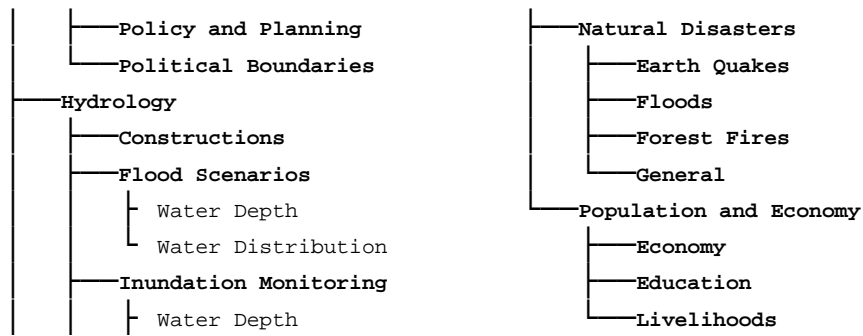 Policy and Planning
Political Boundaries
Hydrology
Constructions
Flood Scenarios
Water Depth
Water Distribution
Inundation Monitoring
Water Depth
Natural Disasters
Earth Quakes
Floods
Forest Fires
General
Population and Economy
Economy
Education
Livelihoods